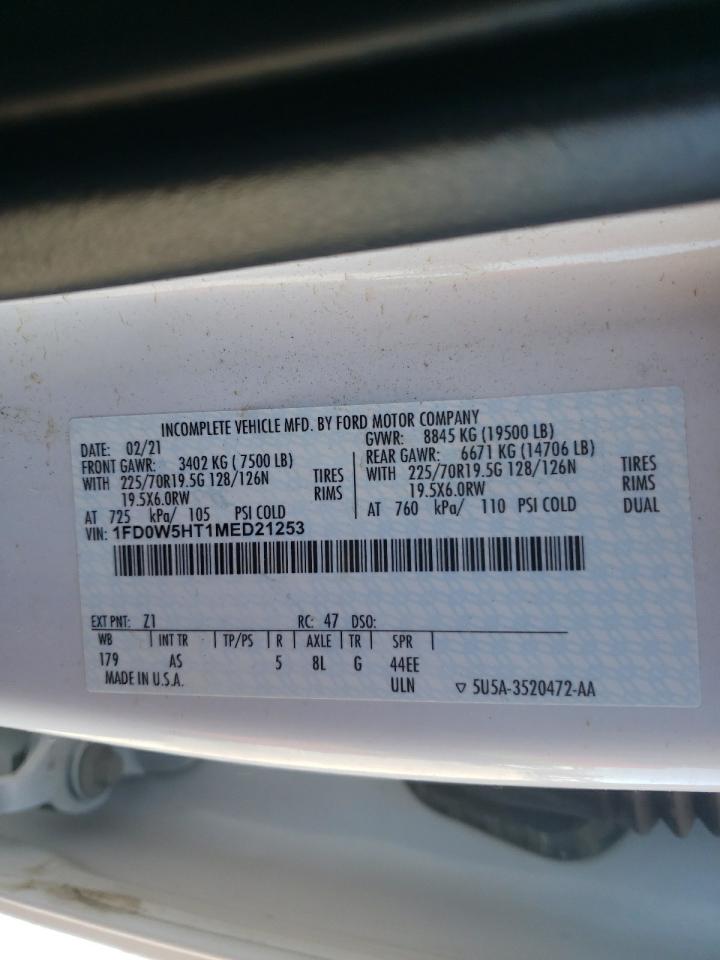 INCOMPLETE VEHICLE MFD. BY FORD MOTOR COMPANY
DATE: 02/21 GVWR: 8845 KG (19500 LB)
FRONT GAWR: 3402 KG ( 7500 LB) REAR GAWR: 6671 KG (14706 LB)
WITH 225/70R19.5G 128/126N TIRES WITH 225/70R19.5G 128/126N TIRES
19.5X6.0RW RIMS 19.5X6.0RW RIMS
AT 725 kPa/ 105 PSI COLD AT 760 kPa/ 110 PSI COLD DUAL
VIN: 1FD0W5HT1MED21253
EXT PNT: Z1 RC: 47 DSO:
WB | INT TR | TP/PS | R | AXLE | TR | SPR |
179 AS 5 8L G 44EE
MADE IN U.S.A. ULN ▽ 5U5A-3520472-AA